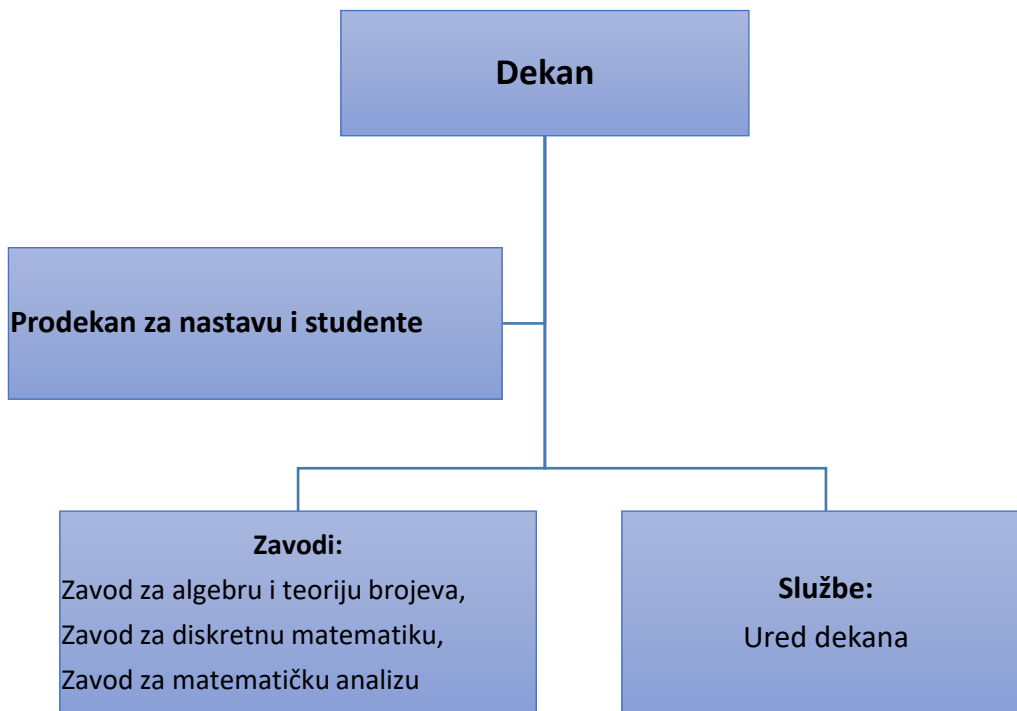 Dekan
Prodekan za nastavu i studente
Zavodi:
Zavod za algebru i teoriju brojeva,
Zavod za diskretnu matematiku,
Zavod za matematičku analizu
Službe:
Ured dekana